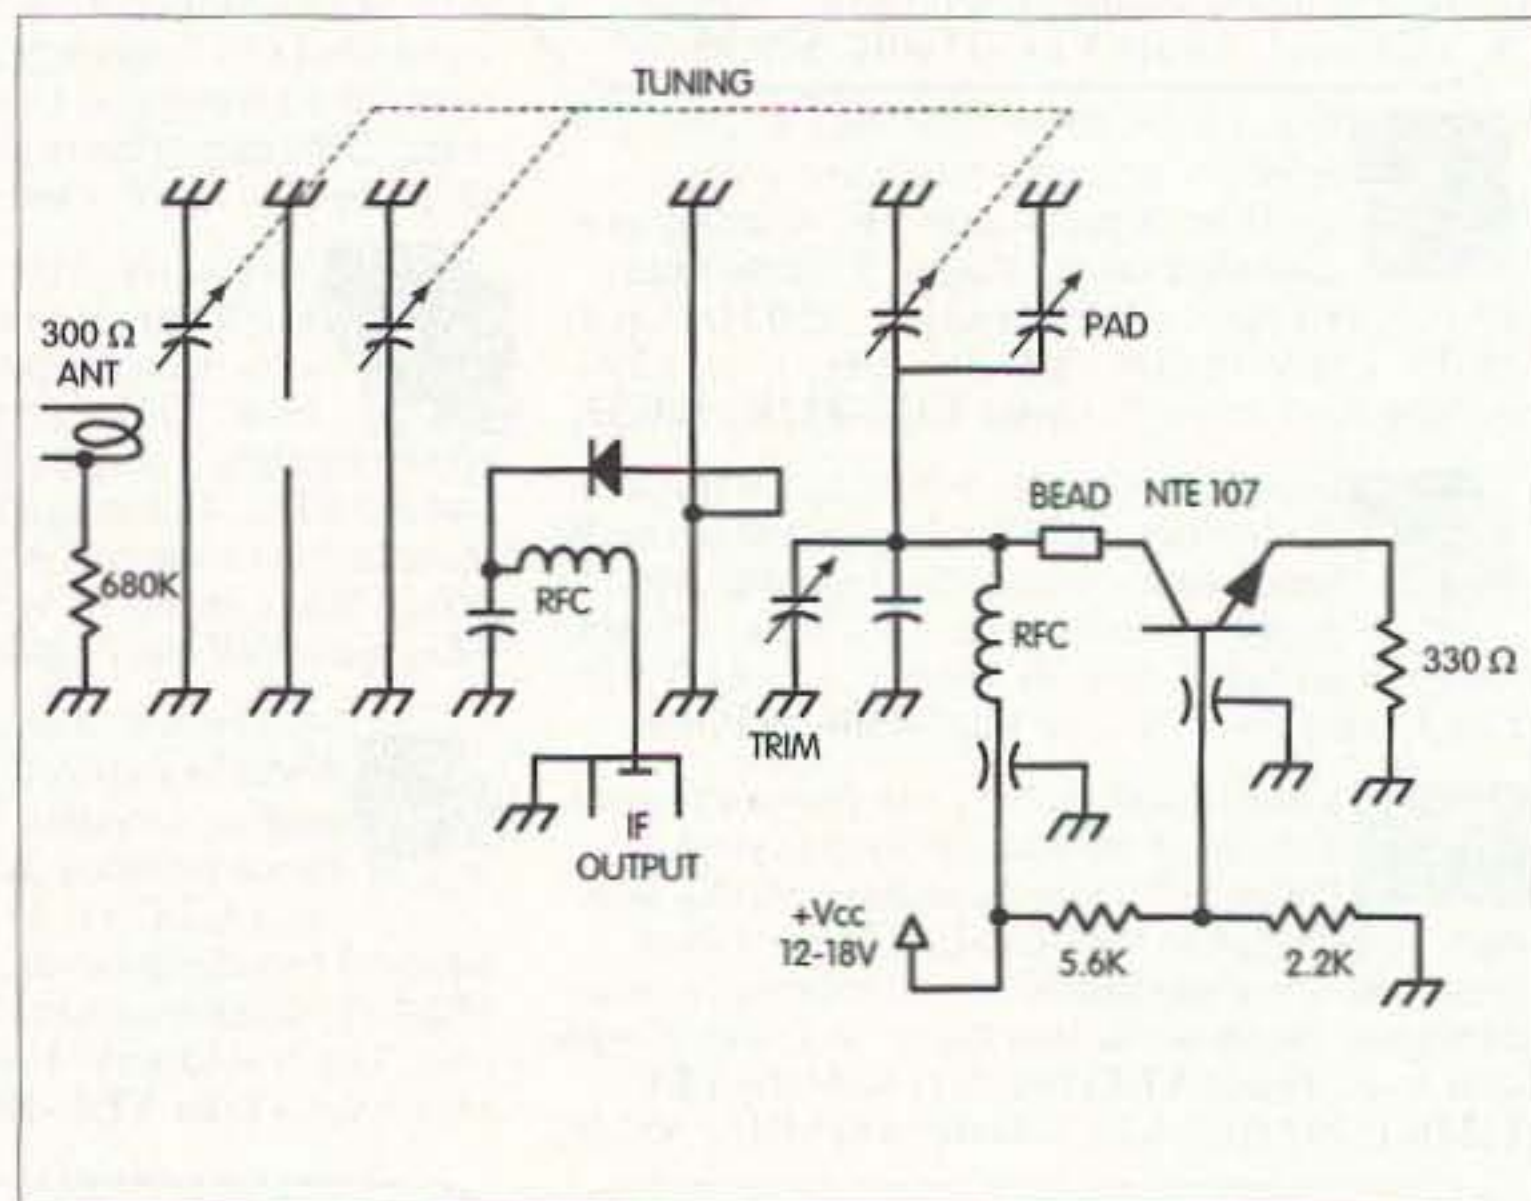 TUNING
300 Ω
ANT
PAD
680K
BEAD
NTE 107
RFC
RFC
330 Ω
TRIM
IF
OUTPUT
+Vcc
12-18V
5.6K
2.2K